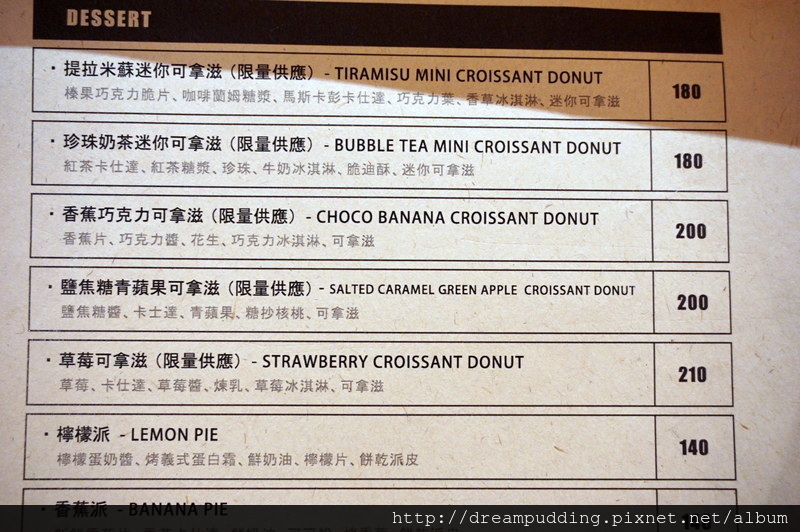 DESSERT
・提拉米蘇迷你可拿滋（限量供應）- TIRAMISU MINI CROISSANT DONUT 180
榛果巧克力脆片、咖啡蘭姆糖漿、馬斯卡彭卡仕達、巧克力葉、香草冰淇淋、迷你可拿滋
・珍珠奶茶迷你可拿滋（限量供應）- BUBBLE TEA MINI CROISSANT DONUT 180
紅茶卡仕達、紅茶糖漿、珍珠、牛奶冰淇淋、脆迪酥、迷你可拿滋
・香蕉巧克力可拿滋（限量供應）- CHOCO BANANA CROISSANT DONUT 200
香蕉片、巧克力醬、花生、巧克力冰淇淋、可拿滋
・鹽焦糖青蘋果可拿滋（限量供應）- SALTED CARAMEL GREEN APPLE CROISSANT DONUT 200
鹽焦糖醬、卡士達、青蘋果、糖抄核桃、可拿滋
・草莓可拿滋（限量供應）- STRAWBERRY CROISSANT DONUT 210
草莓、卡仕達、草莓醬、煉乳、草莓冰淇淋、可拿滋
・檸檬派 - LEMON PIE 140
檸檬蛋奶醬、烤義式蛋白霜、鮮奶油、檸檬片、餅乾派皮
・香蕉派 - BANANA PIE
http://dreampudding.pixnet.net/album